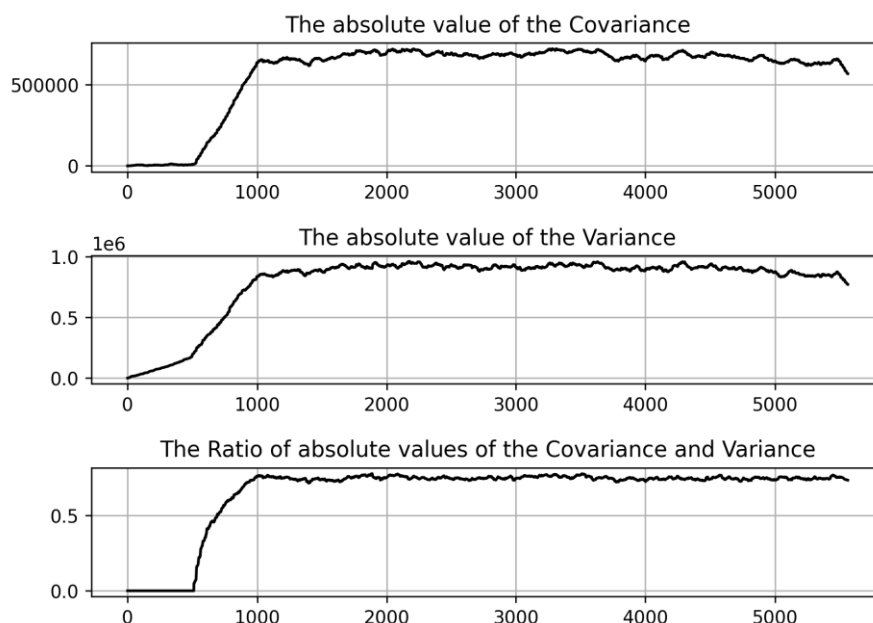 The absolute value of the Covariance
500000
0
0 1000 2000 3000 4000 5000
The absolute value of the Variance
1e6
1.0
0.5
0.0
0 1000 2000 3000 4000 5000
The Ratio of absolute values of the Covariance and Variance
0.5
0.0
0 1000 2000 3000 4000 5000